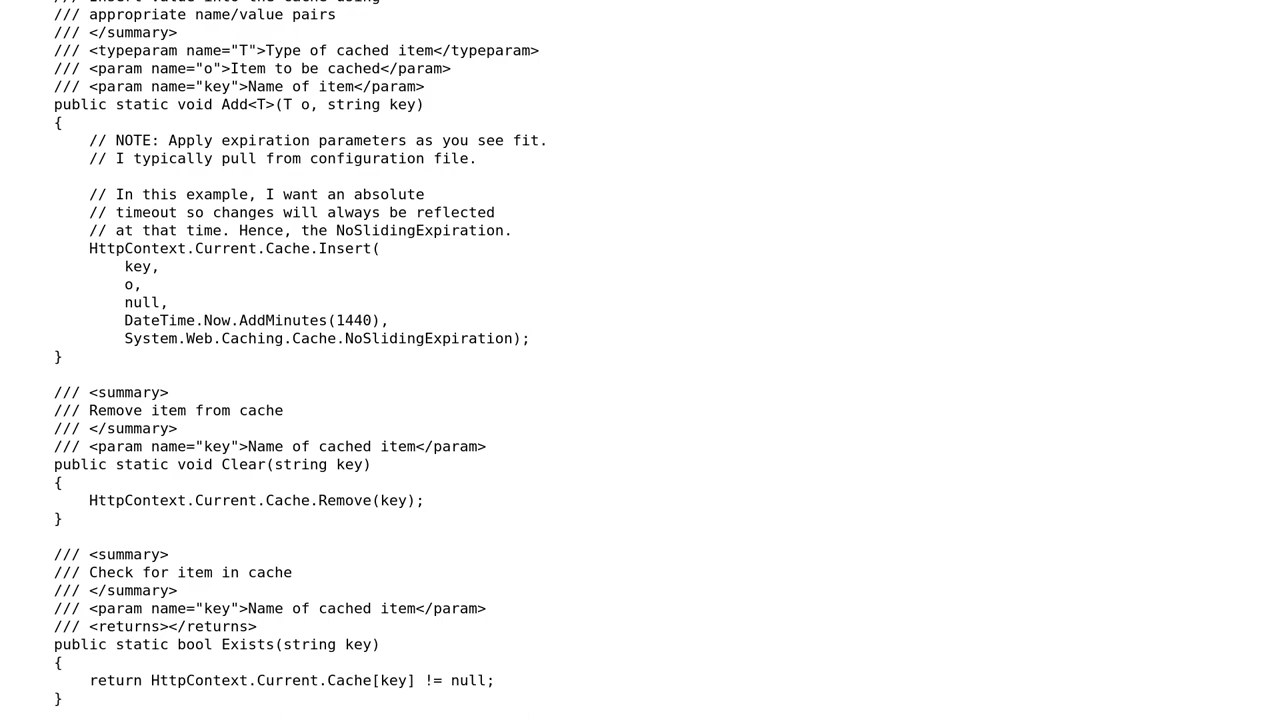 /// Insert value into the cache using
/// appropriate name/value pairs
/// </summary>
/// <typeparam name="T">Type of cached item</typeparam>
/// <param name="o">Item to be cached</param>
/// <param name="key">Name of item</param>
public static void Add<T>(T o, string key)
{
    // NOTE: Apply expiration parameters as you see fit.
    // I typically pull from configuration file.

    // In this example, I want an absolute
    // timeout so changes will always be reflected
    // at that time. Hence, the NoSlidingExpiration.
    HttpContext.Current.Cache.Insert(
        key,
        o,
        null,
        DateTime.Now.AddMinutes(1440),
        System.Web.Caching.Cache.NoSlidingExpiration);
}

/// <summary>
/// Remove item from cache
/// </summary>
/// <param name="key">Name of cached item</param>
public static void Clear(string key)
{
    HttpContext.Current.Cache.Remove(key);
}

/// <summary>
/// Check for item in cache
/// </summary>
/// <param name="key">Name of cached item</param>
/// <returns></returns>
public static bool Exists(string key)
{
    return HttpContext.Current.Cache[key] != null;
}